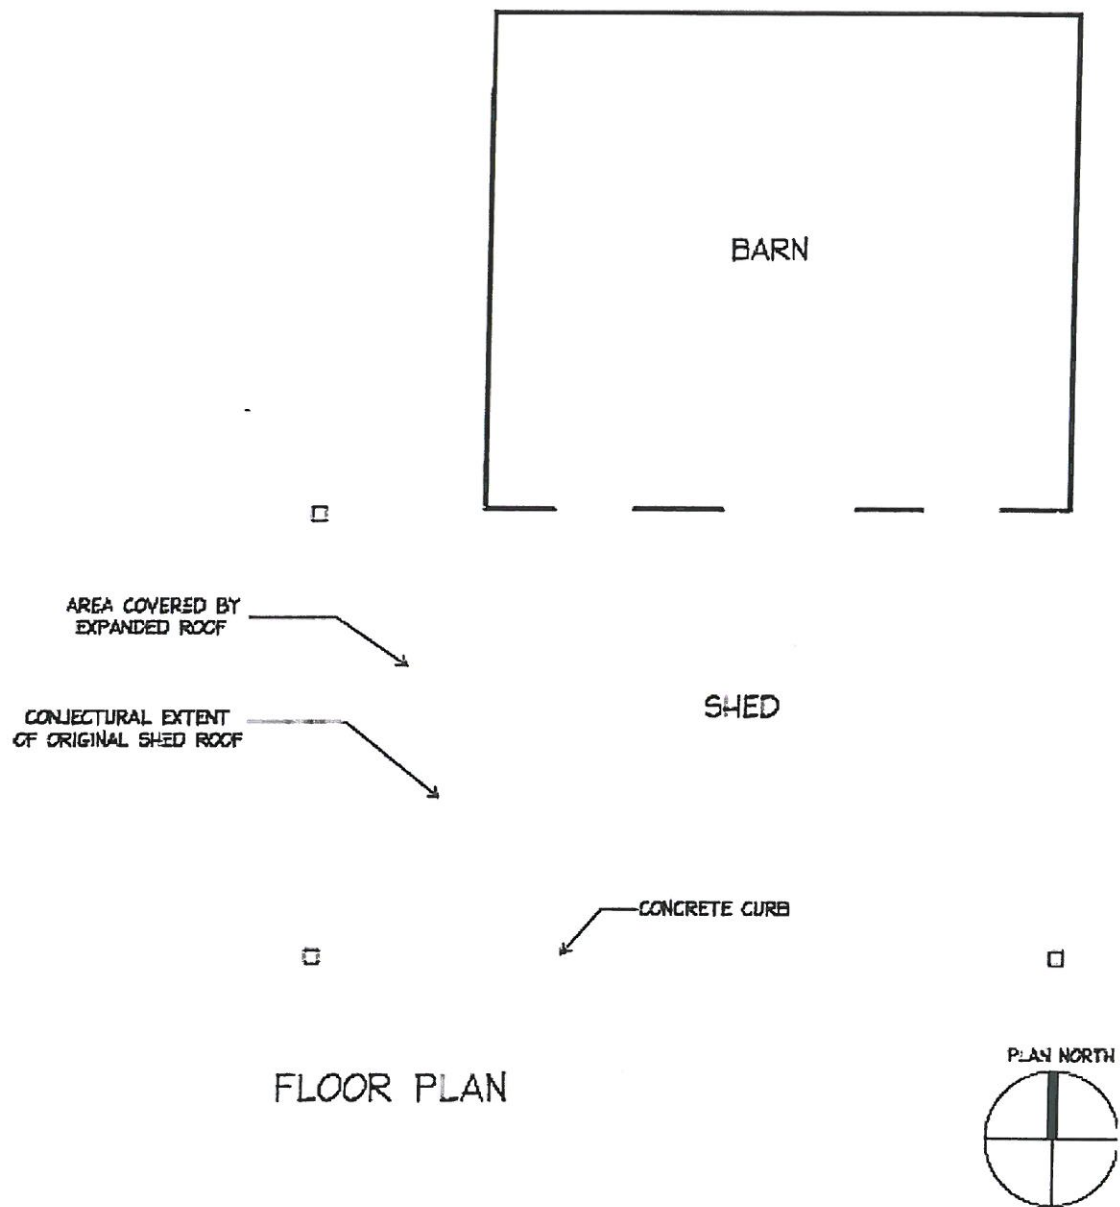 BARN
AREA COVERED BY
EXPANDED ROOF
SHED
CONJECTURAL EXTENT
OF ORIGINAL SHED ROOF
CONCRETE CURB
PLAN NORTH
FLOOR PLAN